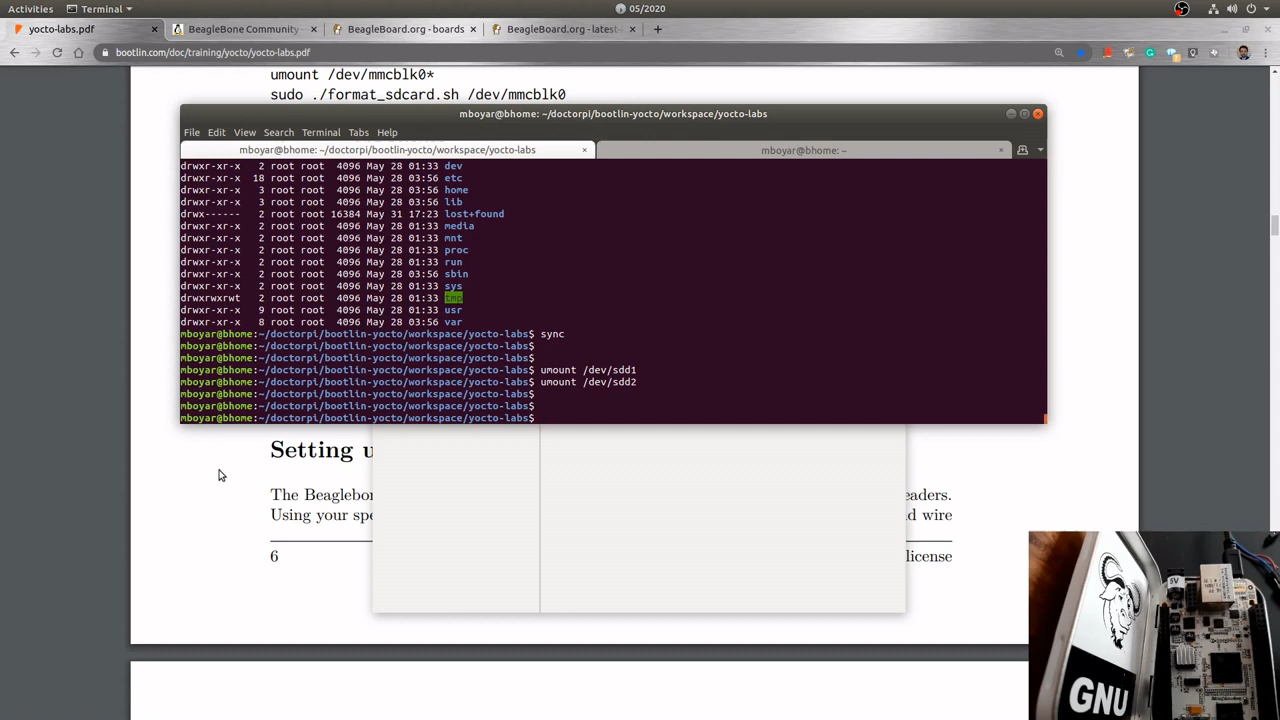 Activities
Terminal
05/2020
yocto-labs.pdf
BeagleBone Community
BeagleBoard.org - boards
BeagleBoard.org - latest-
bootlin.com/doc/training/yocto/yocto-labs.pdf
umount /dev/mmcblk0*
sudo ./format_sdcard.sh /dev/mmcblk0
mboyar@bhome: ~/doctorpi/bootlin-yocto/workspace/yocto-labs
File Edit View Search Terminal Tabs Help
mboyar@bhome: ~/doctorpi/bootlin-yocto/workspace/yocto-labs
mboyar@bhome: ~
drwxr-xr-x 2 root root 4096 May 28 01:33 dev
drwxr-xr-x 18 root root 4096 May 28 03:56 etc
drwxr-xr-x 3 root root 4096 May 28 03:56 home
drwxr-xr-x 3 root root 4096 May 28 03:56 lib
drwx------ 2 root root 16384 May 31 17:23 lost+found
drwxr-xr-x 2 root root 4096 May 28 01:33 media
drwxr-xr-x 2 root root 4096 May 28 01:33 mnt
drwxr-xr-x 2 root root 4096 May 28 01:33 proc
drwxr-xr-x 2 root root 4096 May 28 01:33 run
drwxr-xr-x 2 root root 4096 May 28 03:56 sbin
drwxr-xr-x 2 root root 4096 May 28 01:33 sys
drwxrwxrwt 2 root root 4096 May 28 01:33 tmp
drwxr-xr-x 9 root root 4096 May 28 01:33 usr
drwxr-xr-x 8 root root 4096 May 28 03:56 var
mboyar@bhome:~/doctorpi/bootlin-yocto/workspace/yocto-labs$ sync
mboyar@bhome:~/doctorpi/bootlin-yocto/workspace/yocto-labs$
mboyar@bhome:~/doctorpi/bootlin-yocto/workspace/yocto-labs$
mboyar@bhome:~/doctorpi/bootlin-yocto/workspace/yocto-labs$ umount /dev/sdd1
mboyar@bhome:~/doctorpi/bootlin-yocto/workspace/yocto-labs$ umount /dev/sdd2
mboyar@bhome:~/doctorpi/bootlin-yocto/workspace/yocto-labs$
mboyar@bhome:~/doctorpi/bootlin-yocto/workspace/yocto-labs$
mboyar@bhome:~/doctorpi/bootlin-yocto/workspace/yocto-labs$
Setting u
The Beaglebon eaders.
Using your spe d wire
6 license
5V
GNU